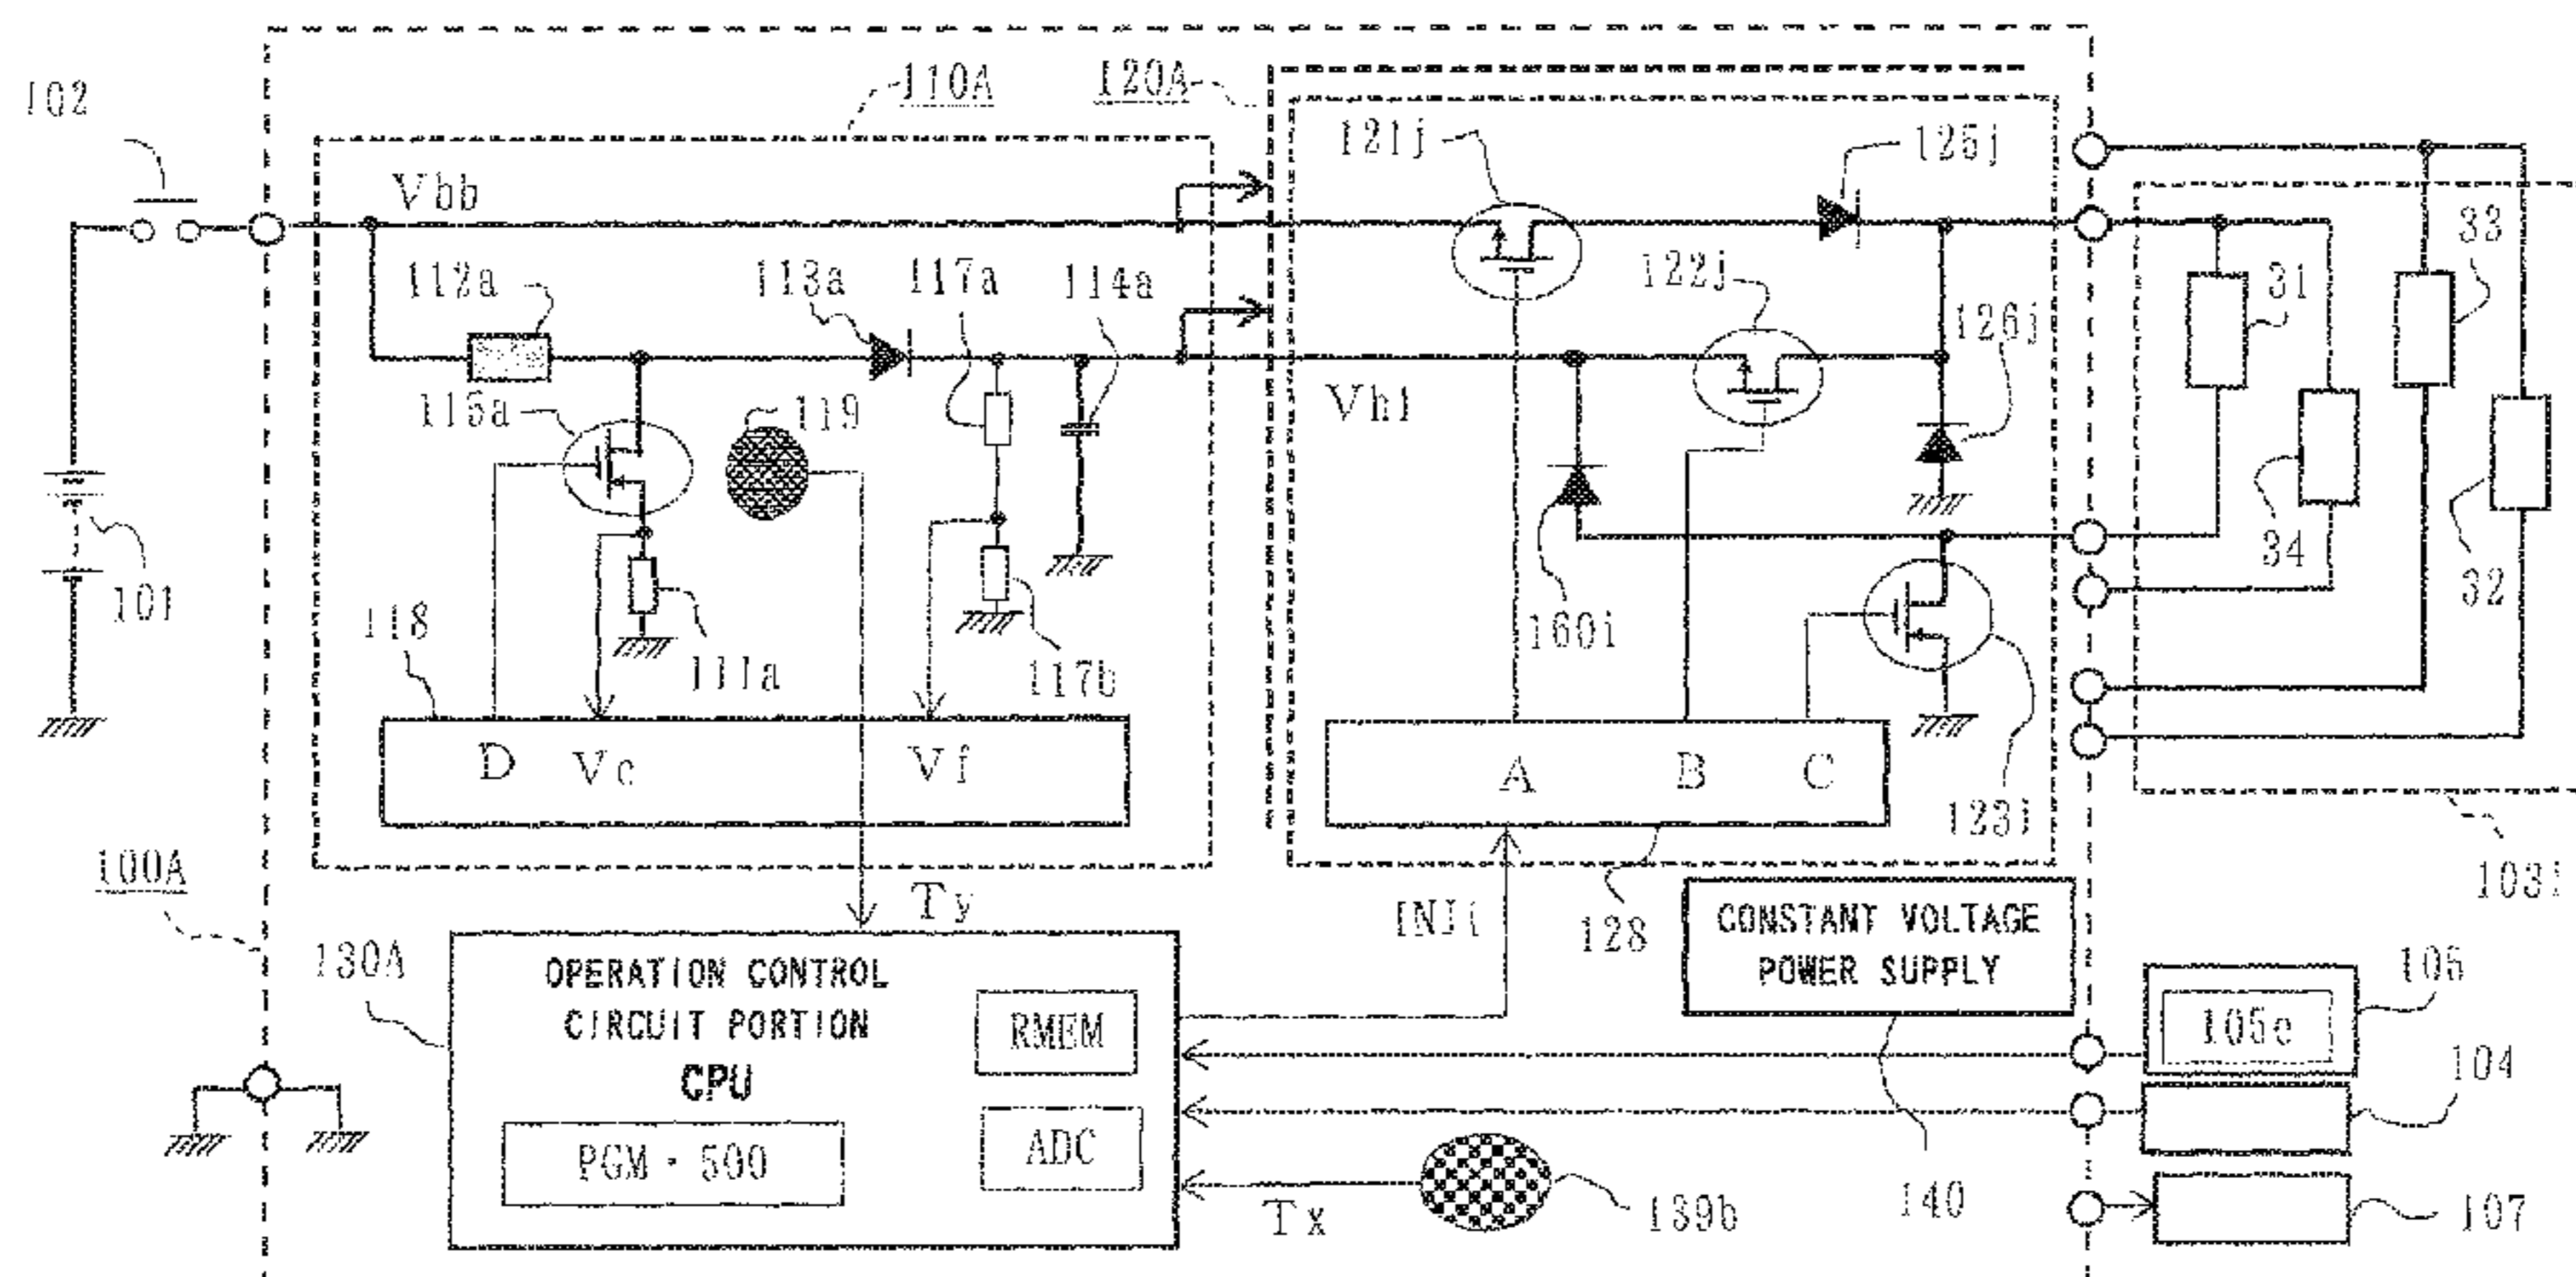 102
110A
120A
121j
125j
Vbb
33
112a
113a
117a
114a
122j
31
126j
Vh1
115a
119
34
32
101
160i
118
111a
117b
D
Vc
Vf
A
B
C
123i
100A
103i
Ty
INJi
128
CONSTANT VOLTAGE
POWER SUPPLY
130A
OPERATION CONTROL
CIRCUIT PORTION
CPU
RMEM
105
105c
104
PGM・500
ADC
Tx
139b
140
107